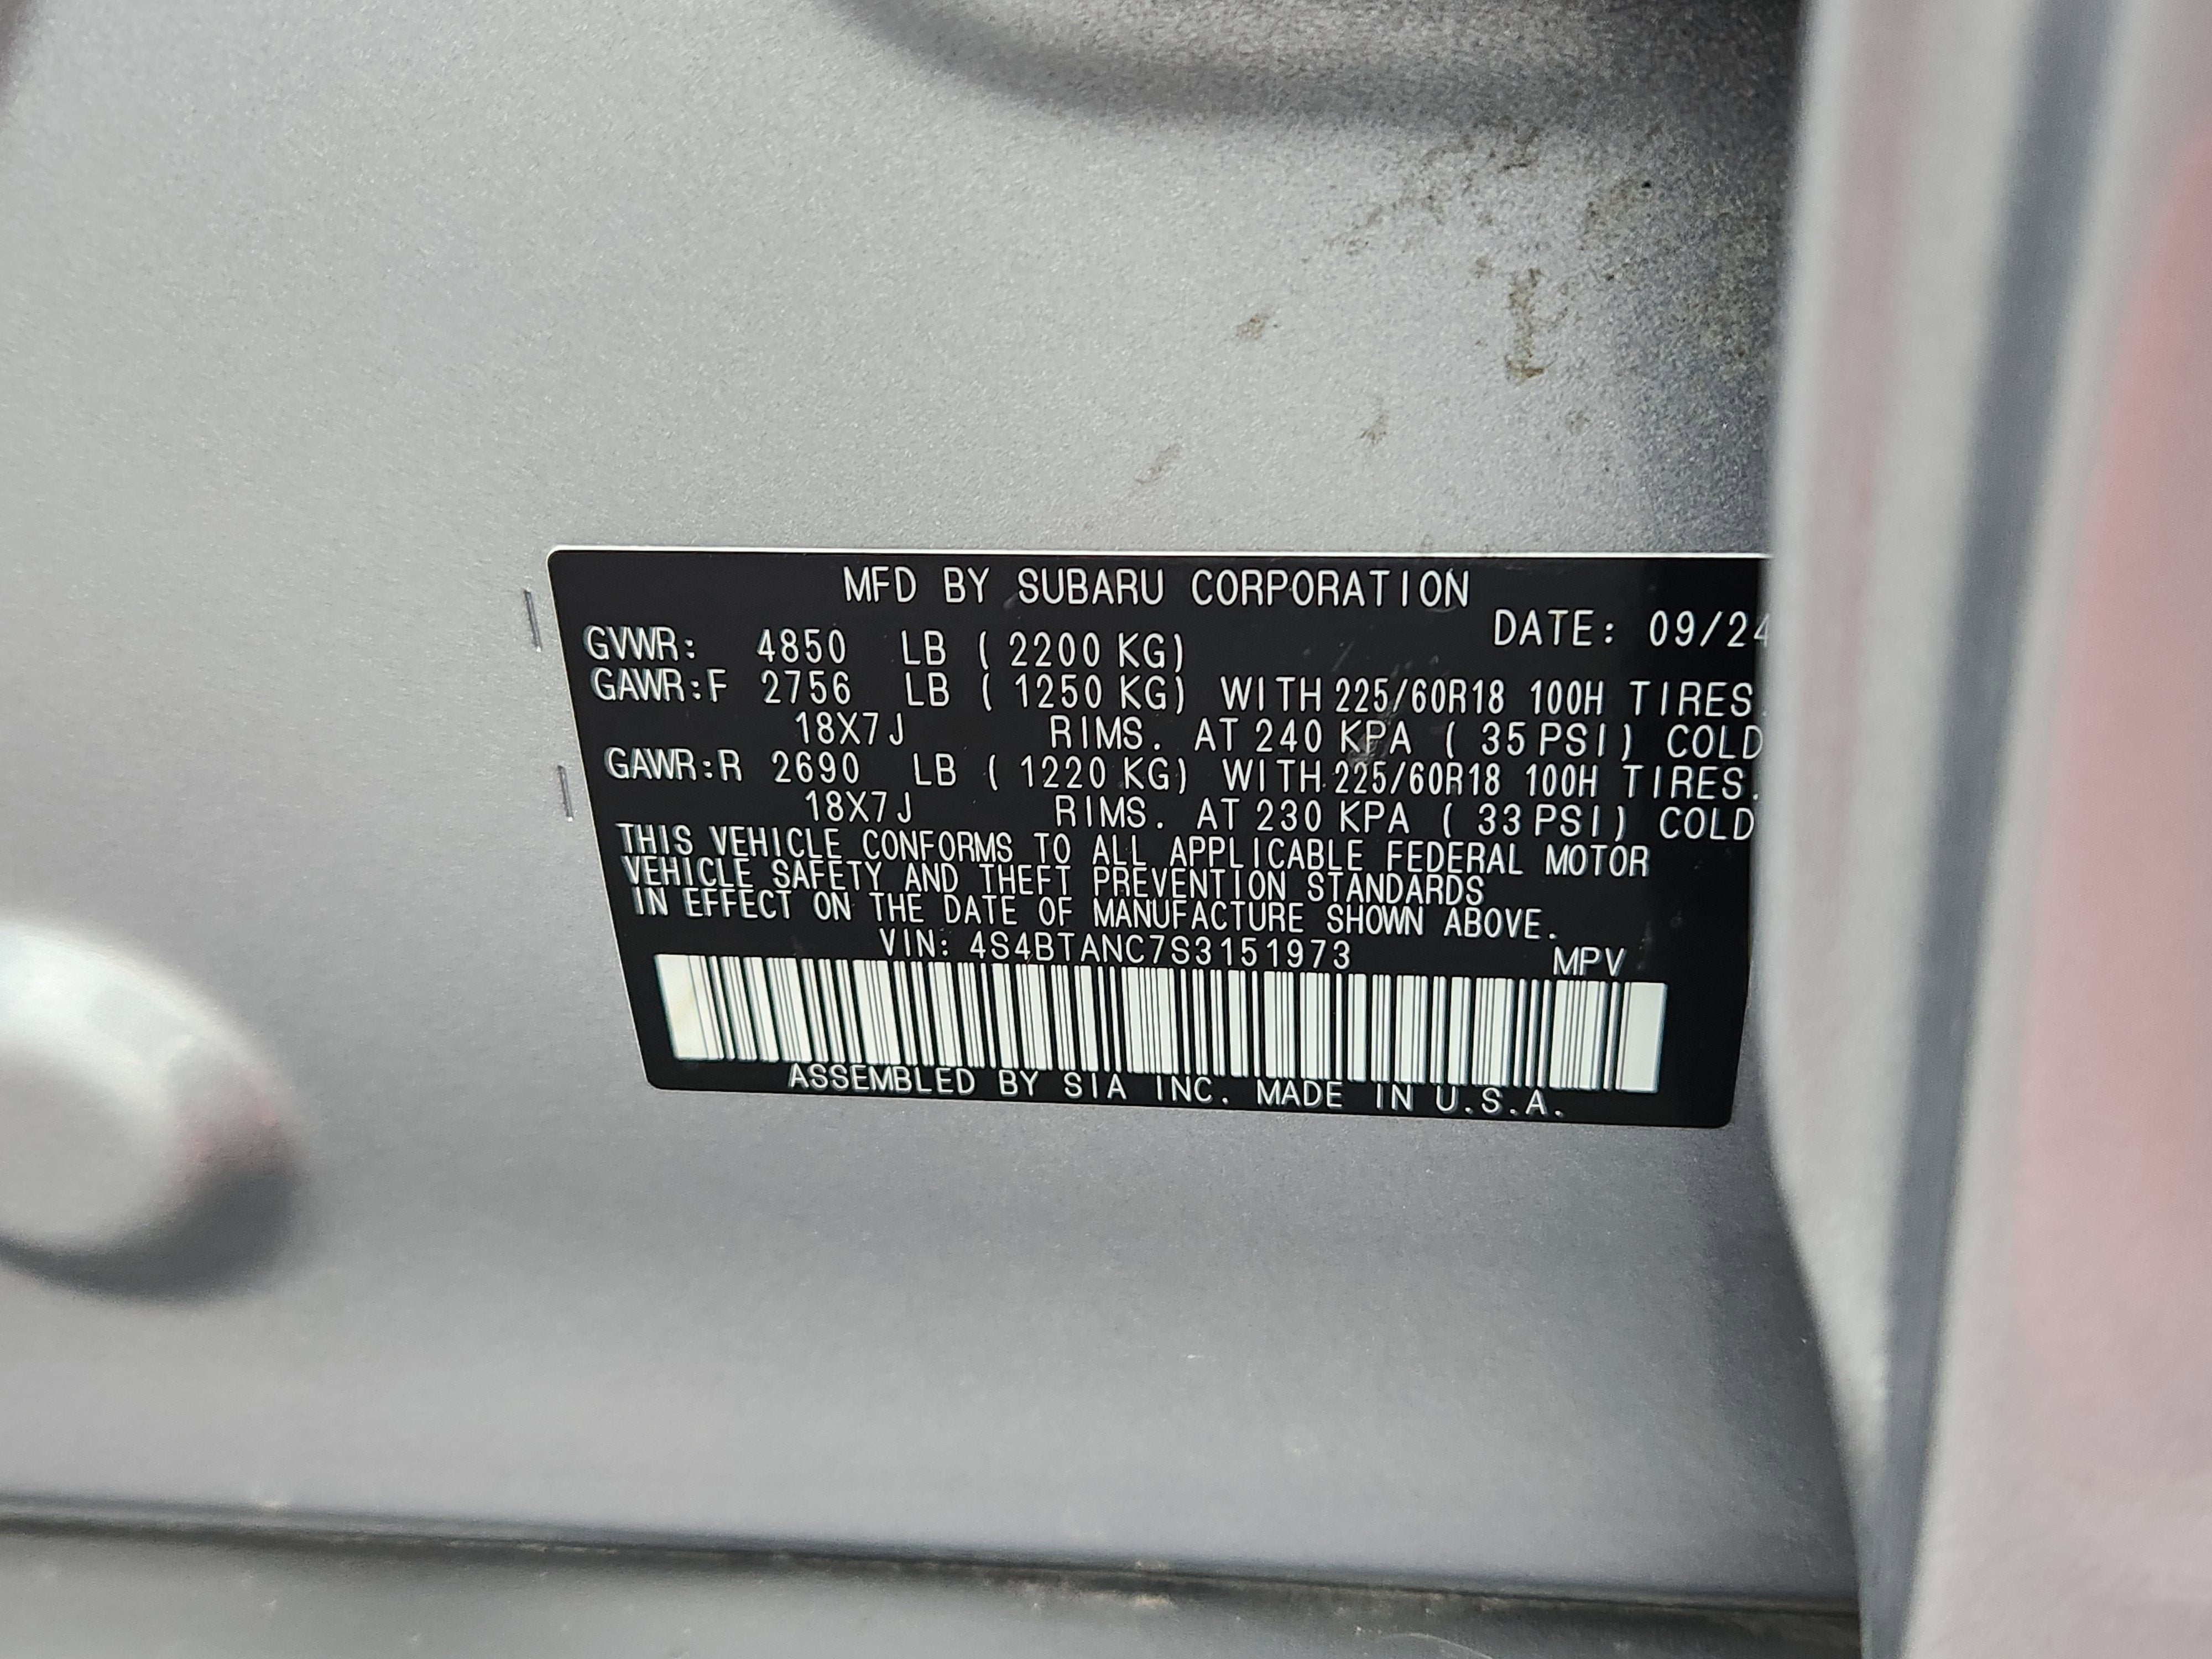 MFD BY SUBARU CORPORATION
DATE: 09/24
GVWR: 4850 LB ( 2200 KG)
GAWR:F 2756 LB ( 1250 KG) WITH 225/60R18 100H TIRES.
18X7J RIMS. AT 240 KPA ( 35 PSI) COLD
GAWR:R 2690 LB ( 1220 KG) WITH 225/60R18 100H TIRES.
18X7J RIMS. AT 230 KPA ( 33 PSI) COLD
THIS VEHICLE CONFORMS TO ALL APPLICABLE FEDERAL MOTOR
VEHICLE SAFETY AND THEFT PREVENTION STANDARDS
IN EFFECT ON THE DATE OF MANUFACTURE SHOWN ABOVE.
VIN: 4S4BTANC7S3151973 MPV
ASSEMBLED BY SIA INC. MADE IN U.S.A.